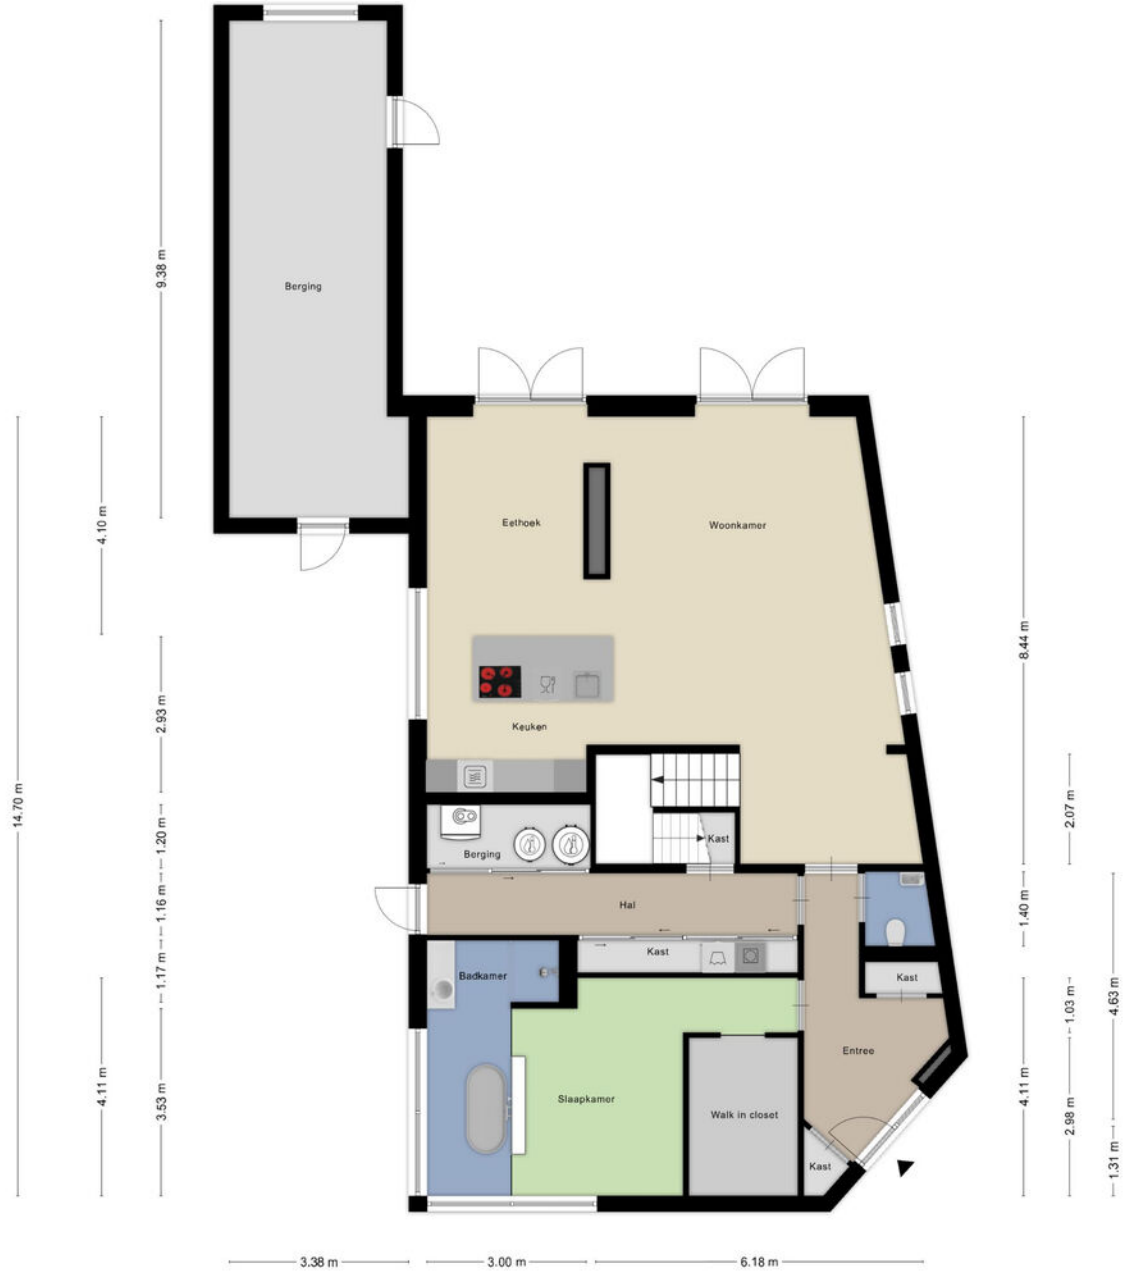 9.38 m
Berging
4.10 m
Eethoek
Woonkamer
8.44 m
2.93 m
Keuken
14.70 m
2.07 m
1.20 m
Kast
Berging
1.16 m
Hal
1.40 m
1.17 m
Badkamer
Kast
Kast
1.03 m
4.63 m
Entree
4.11 m
3.53 m
Slaapkamer
Walk in closet
4.11 m
2.98 m
1.31 m
Kast
3.38 m
3.00 m
6.18 m